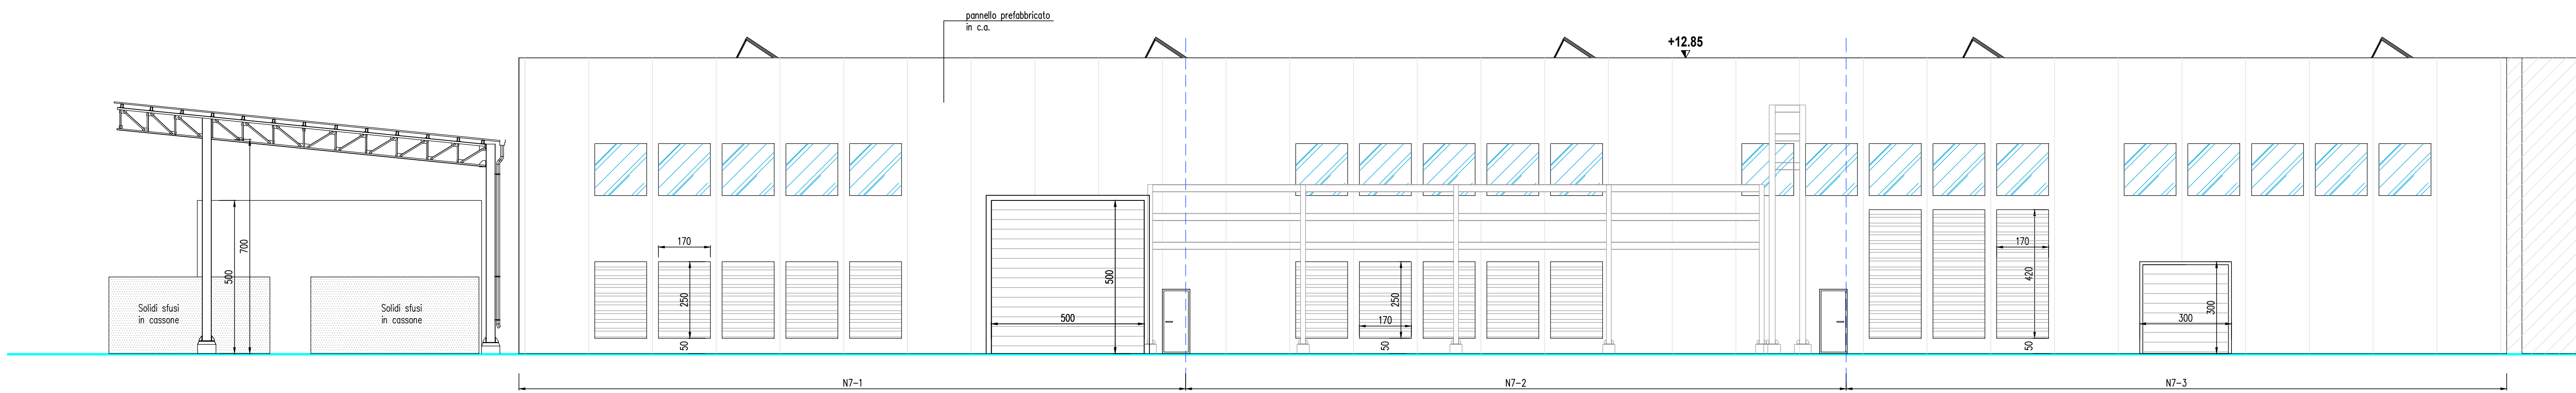 pannello prefabbricato
in c.a.
+12.85
Solidi sfusi
in cassone
500
700
Solidi sfusi
in cassone
170
250
50
500
500
250
170
50
170
420
50
300
300
N7-1
N7-2
N7-3